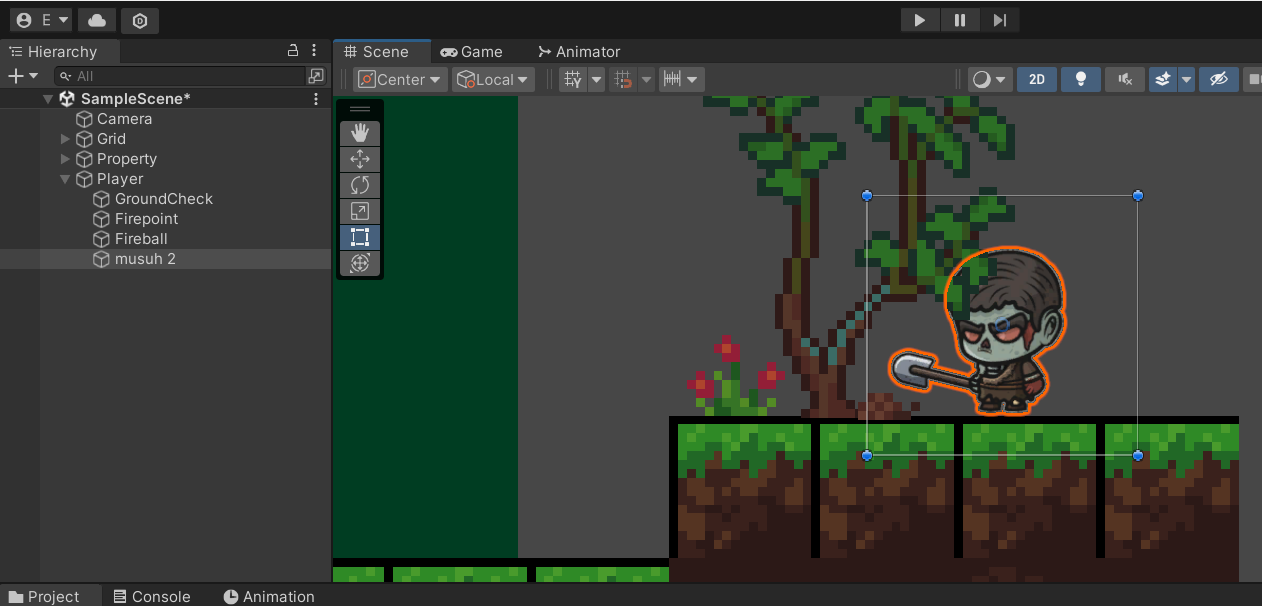 E
Hierarchy
All
SampleScene*
Camera
Grid
Property
Player
GroundCheck
Firepoint
Fireball
musuh 2
Scene
Game
Animator
Center
Local
Y
2D
Project
Console
Animation